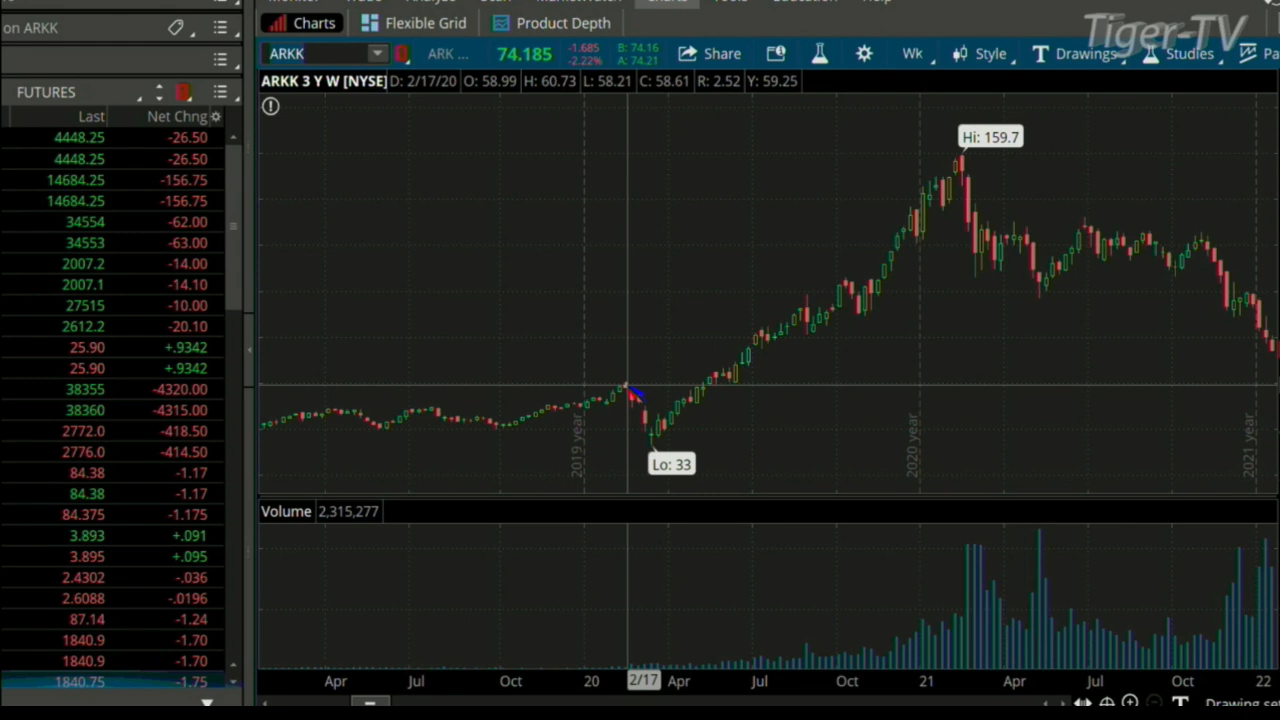 Charts Flexible Grid Product Depth
Tiger-TV
on ARKK
ARKK ARK ... 74.185 -1.685 -2.22% B: 74.16 A: 74.21 Share Wk Style Drawings Studies
ARKK 3 Y W [NYSE] D: 2/17/20 O: 58.99 H: 60.73 L: 58.21 C: 58.61 R: 2.52 Y: 59.25
FUTURES
Last Net Chng
4448.25 -26.50
4448.25 -26.50
14684.25 -156.75
14684.25 -156.75
34554 -62.00
34553 -63.00
2007.2 -14.00
2007.1 -14.10
27515 -10.00
2612.2 -20.10
25.90 +.9342
25.90 +.9342
38355 -4320.00
38360 -4315.00
2772.0 -418.50
2776.0 -414.50
84.38 -1.17
84.38 -1.17
84.375 -1.175
3.893 +.091
3.895 +.095
2.4302 -.036
2.6088 -.0196
87.14 -1.24
1840.9 -1.70
1840.9 -1.70
1840.75 -1.75
Hi: 159.7
Lo: 33
2019 year
2020 year
2021 year
Volume 2,315,277
Apr Jul Oct 20 2/17 Apr Jul Oct 21 Apr Jul Oct 22